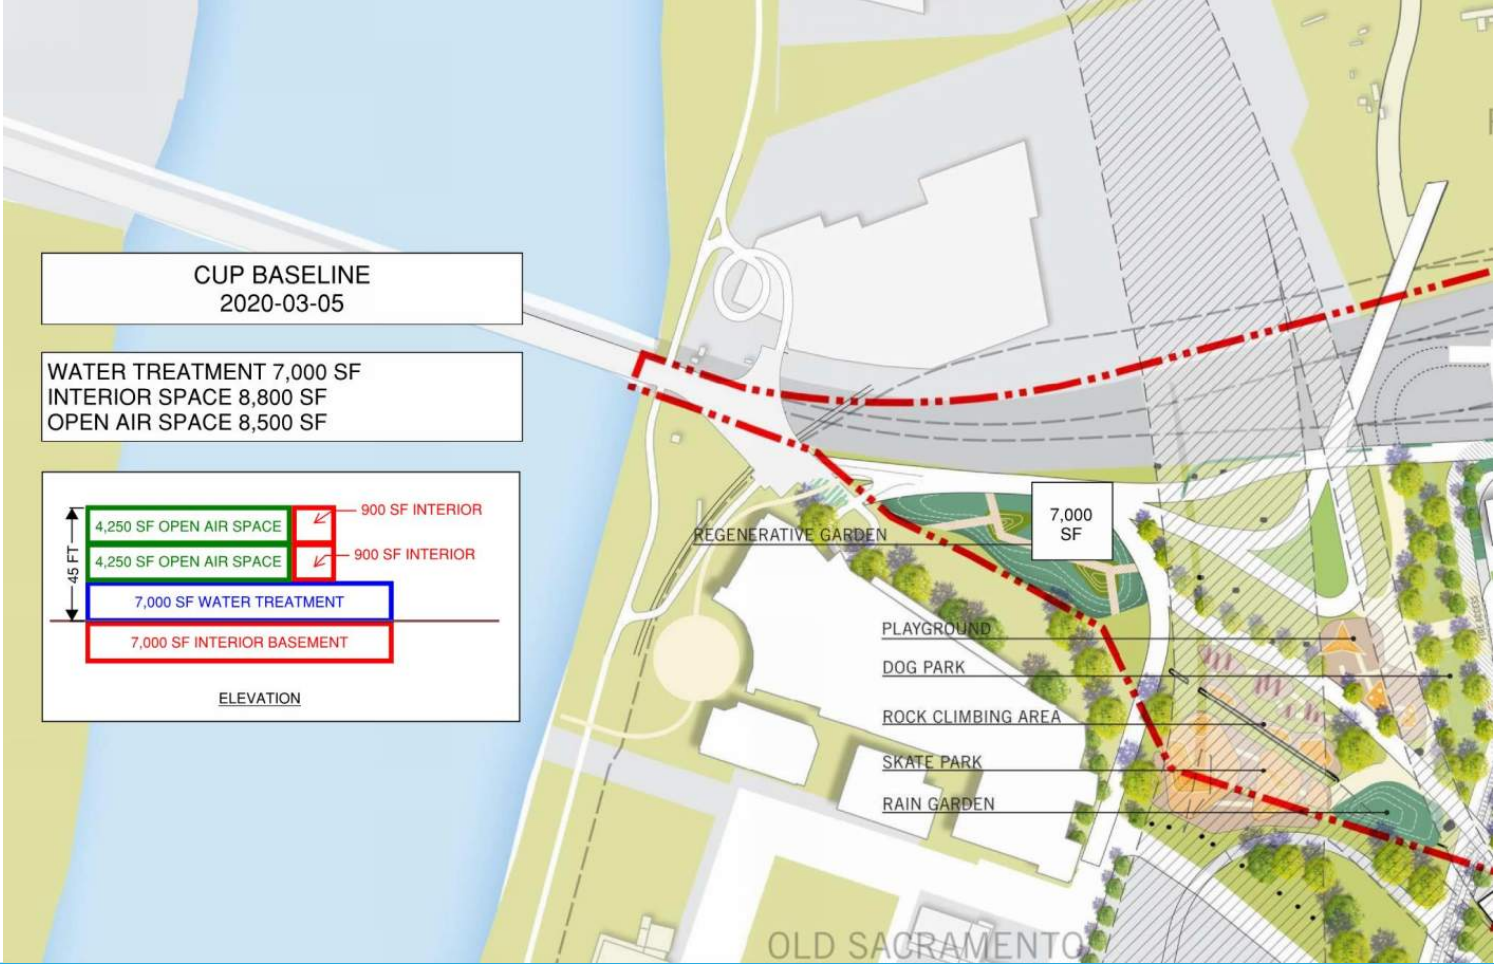 CUP BASELINE
2020-03-05
WATER TREATMENT 7,000 SF
INTERIOR SPACE 8,800 SF
OPEN AIR SPACE 8,500 SF
45 FT
4,250 SF OPEN AIR SPACE
900 SF INTERIOR
4,250 SF OPEN AIR SPACE
900 SF INTERIOR
7,000 SF WATER TREATMENT
7,000 SF INTERIOR BASEMENT
ELEVATION
7,000
SF
REGENERATIVE GARDEN
PLAYGROUND
DOG PARK
ROCK CLIMBING AREA
SKATE PARK
RAIN GARDEN
OLD SACRAMENTO